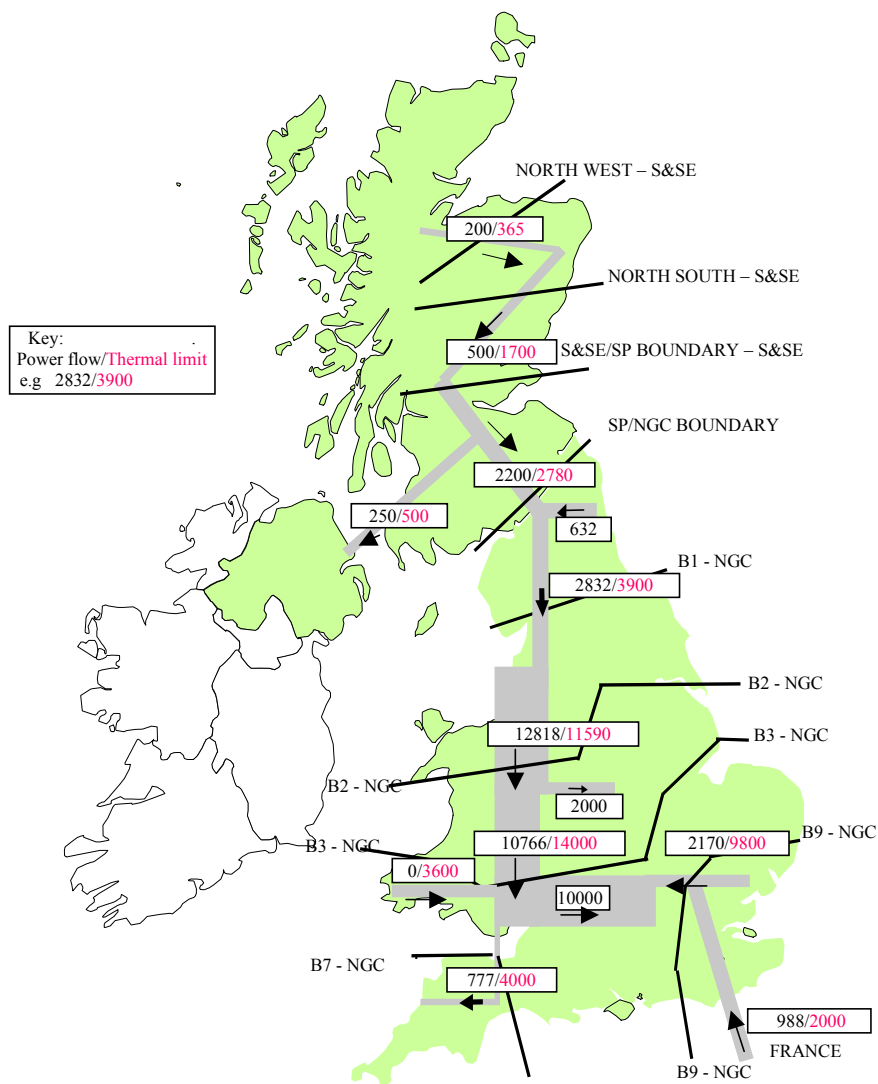 NORTH WEST – S&SE
200/365
NORTH SOUTH – S&SE
Key: .
Power flow/Thermal limit
e.g 2832/3900
500/1700
S&SE/SP BOUNDARY – S&SE
SP/NGC BOUNDARY
2200/2780
250/500
632
B1 - NGC
2832/3900
B2 - NGC
12818/11590
B3 - NGC
B2 - NGC
2000
B3 - NGC
10766/14000
2170/9800
B9 - NGC
0/3600
10000
B7 - NGC
777/4000
988/2000
FRANCE
B9 - NGC